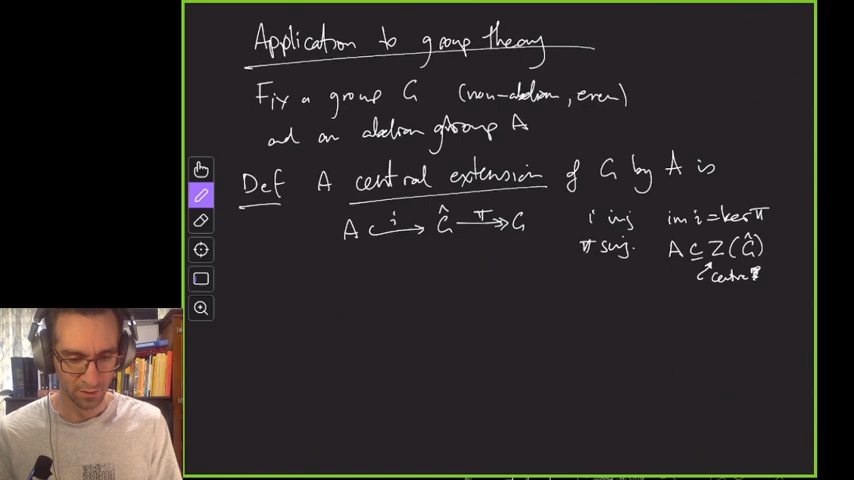 Application to group theory
Fix a group G (non-abelian, even)
and an abelian group A
Def A central extension of G by A is
A i Ĝ π G i inj im i = ker π
π surj. A ⊆ Z(Ĝ)
centre